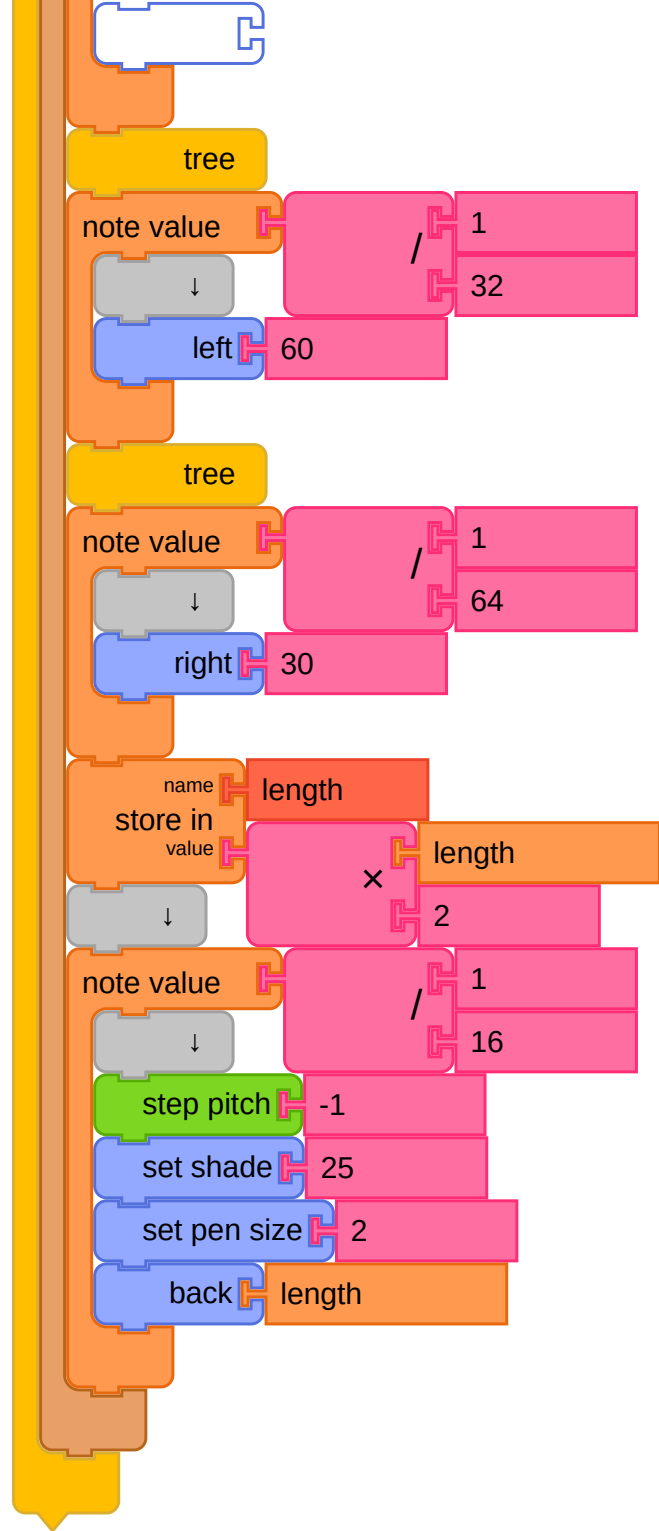 tree
note value / 1
32
↓
left 60
tree
note value / 1
64
↓
right 30
name length
store in
value × length
↓ 2
note value / 1
16
↓
step pitch -1
set shade 25
set pen size 2
back length